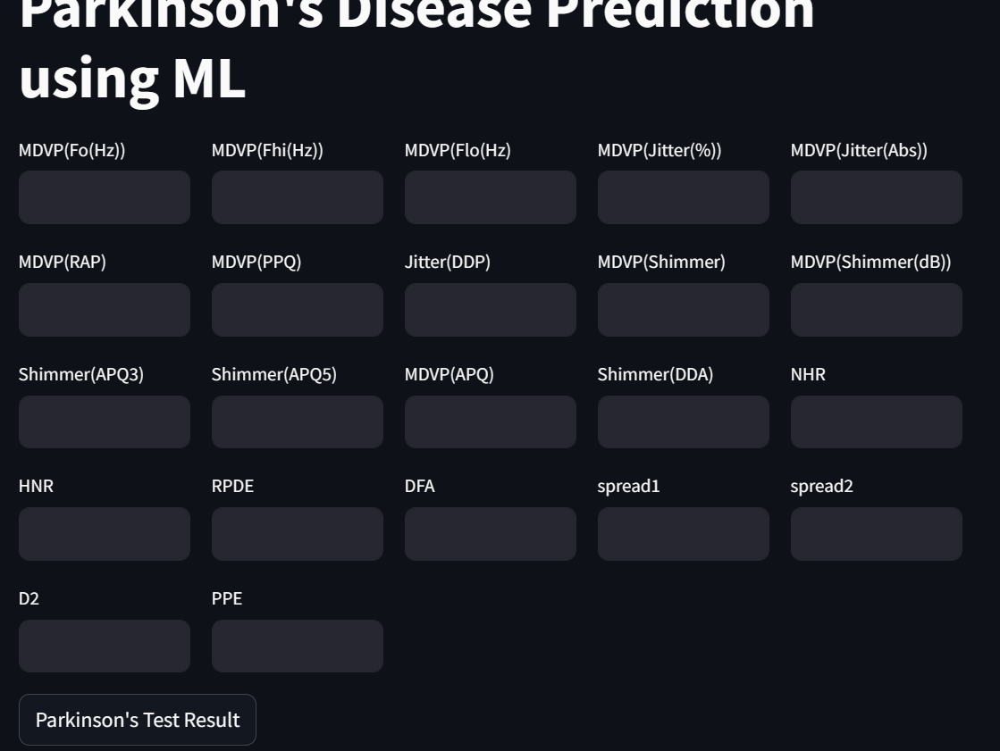 Parkinson's Disease Prediction
using ML
MDVP(Fo(Hz)) MDVP(Fhi(Hz)) MDVP(Flo(Hz) MDVP(Jitter(%)) MDVP(Jitter(Abs))
MDVP(RAP) MDVP(PPQ) Jitter(DDP) MDVP(Shimmer) MDVP(Shimmer(dB))
Shimmer(APQ3) Shimmer(APQ5) MDVP(APQ) Shimmer(DDA) NHR
HNR RPDE DFA spread1 spread2
D2 PPE
Parkinson's Test Result